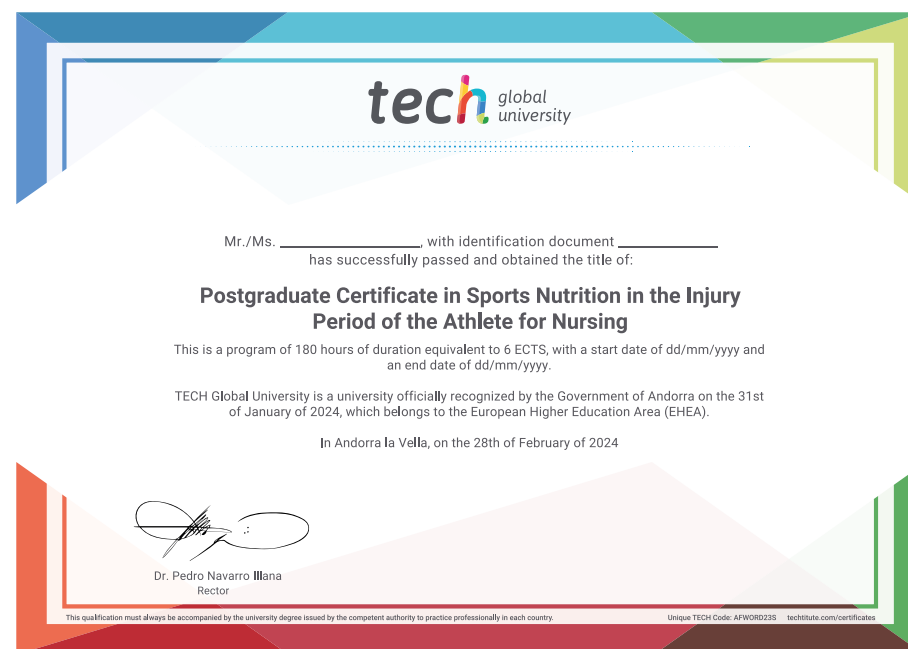 tech global university
Mr./Ms. ____________, with identification document ____________
has successfully passed and obtained the title of:
Postgraduate Certificate in Sports Nutrition in the Injury
Period of the Athlete for Nursing
This is a program of 180 hours of duration equivalent to 6 ECTS, with a start date of dd/mm/yyyy and
an end date of dd/mm/yyyy.
TECH Global University is a university officially recognized by the Government of Andorra on the 31st
of January of 2024, which belongs to the European Higher Education Area (EHEA).
In Andorra la Vella, on the 28th of February of 2024
Dr. Pedro Navarro Illana
Rector
This qualification must always be accompanied by the university degree issued by the competent authority to practice professionally in each country.
Unique TECH Code: AFWORD23S techtitute.com/certificates